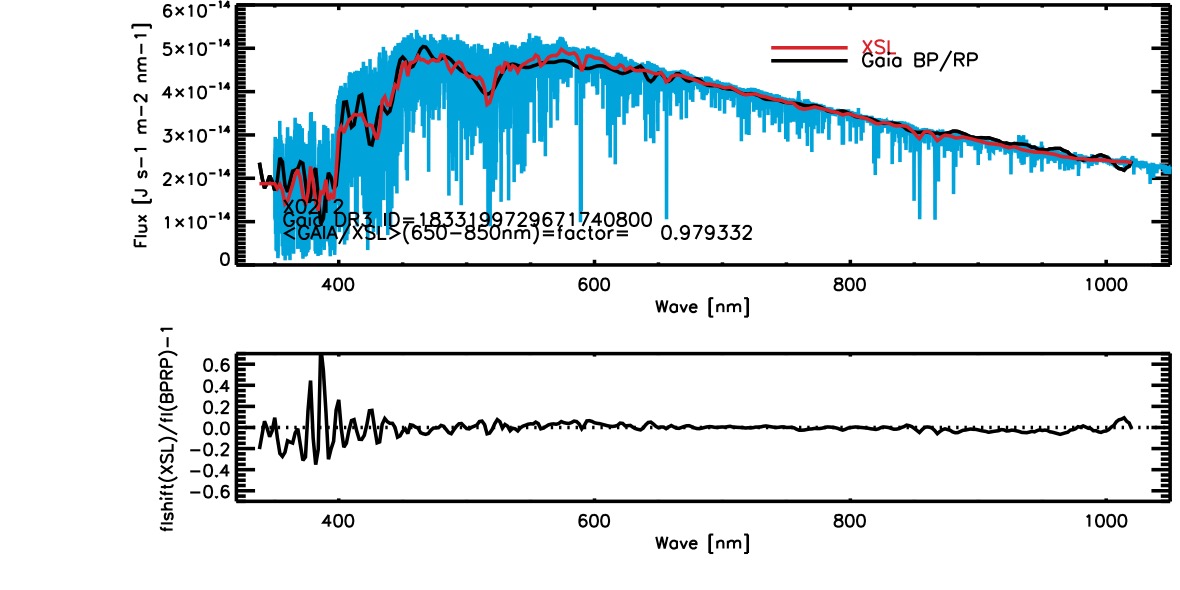 6×10−14
5×10−14
4×10−14
3×10−14
2×10−14
1×10−14
0
Flux [J s−1 m−2 nm−1]
XSL
Gaia BP/RP
Gaia DR3 ID=1833199729671740800
<GAIA/XSL>(650−850nm)=factor= 0.979332
400 600 800 1000
Wave [nm]
flshift(XSL)/fl(BPRP)−1
0.6
0.4
0.2
0.0
−0.2
−0.4
−0.6
400 600 800 1000
Wave [nm]